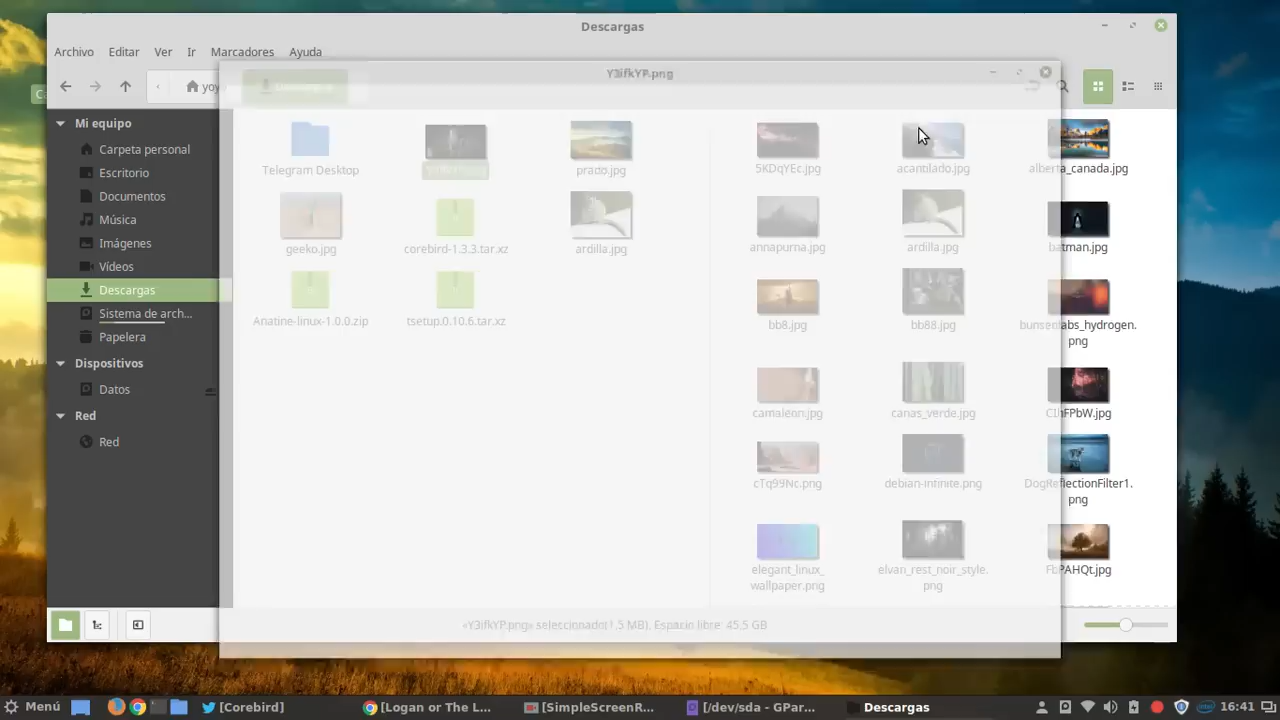 Descargas
Archivo Editar Ver Ir Marcadores Ayuda
Y3ifkYP.png
yoy
Mi equipo
Carpeta personal
Escritorio
Documentos
Música
Imágenes
Vídeos
Descargas
Sistema de arch...
Papelera
Dispositivos
Datos
Red
Red
Telegram Desktop
prado.jpg
geeko.jpg
corebird-1.3.3.tar.xz
ardilla.jpg
Anatine-linux-1.0.0.zip
tsetup.0.10.6.tar.xz
5KDqYEc.jpg
acantilado.jpg
alberta_canada.jpg
annapurna.jpg
ardilla.jpg
batman.jpg
bb8.jpg
bb88.jpg
bunsenlabs_hydrogen.
png
camaleon.jpg
canas_verde.jpg
C1hFPbW.jpg
cTq99Nc.png
debian-infinite.png
DogReflectionFilter1.
png
elegant_linux_
wallpaper.png
elvan_rest_noir_style.
png
FbPAHQt.jpg
«Y3ifkYP.png» seleccionado(1,5 MB), Espacio libre: 45,5 GB
Menú [Corebird] [Logan or The L... [SimpleScreenR... [/dev/sda - GPar... Descargas 16:41